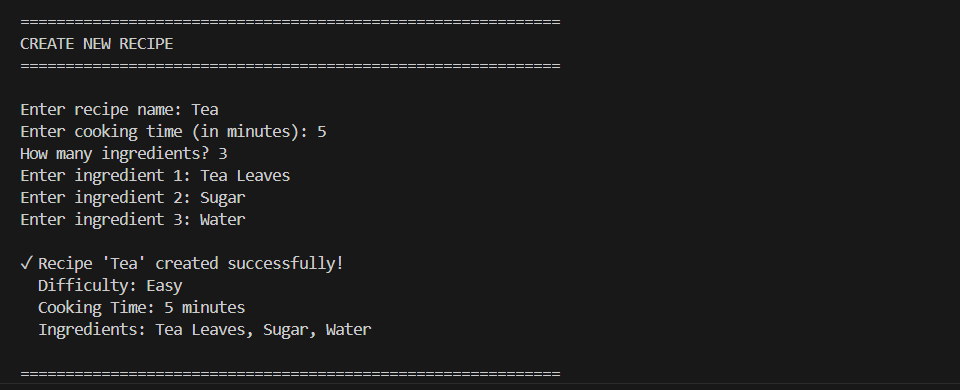 ============================================================
CREATE NEW RECIPE
============================================================
Enter recipe name: Tea
Enter cooking time (in minutes): 5
How many ingredients? 3
Enter ingredient 1: Tea Leaves
Enter ingredient 2: Sugar
Enter ingredient 3: Water
✓ Recipe 'Tea' created successfully!
Difficulty: Easy
Cooking Time: 5 minutes
Ingredients: Tea Leaves, Sugar, Water
============================================================